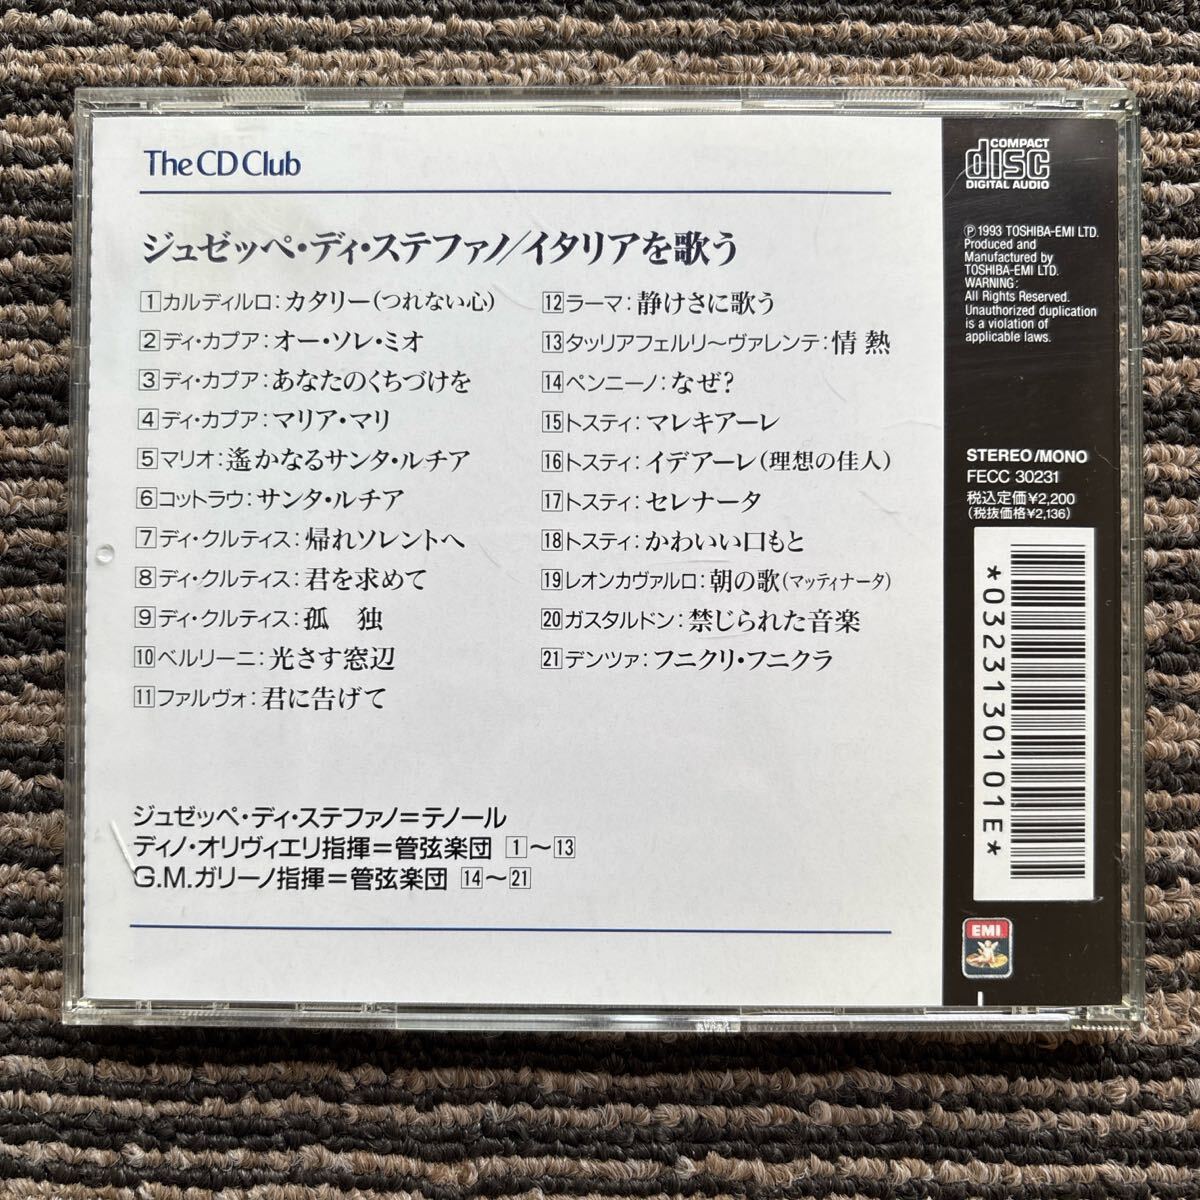 The CD Club
ジュゼッペ・ディ・ステファノ/イタリアを歌う
1 カルディルロ:カタリー(つれない心)
2 ディ・カプア:オー・ソレ・ミオ
3 ディ・カプア:あなたのくちづけを
4 ディ・カプア:マリア・マリ
5 マリオ:遙かなるサンタ・ルチア
6 コットラウ:サンタ・ルチア
7 ディ・クルティス:帰れソレントへ
8 ディ・クルティス:君を求めて
9 ディ・クルティス:孤 独
10 ベルリーニ:光さす窓辺
11 ファルヴォ:君に告げて
12 ラーマ:静けさに歌う
13 タッリアフェルリ～ヴァレンテ:情 熱
14 ペンニーノ:なぜ?
15 トスティ:マレキアーレ
16 トスティ:イデアーレ(理想の佳人)
17 トスティ:セレナータ
18 トスティ:かわいい口もと
19 レオンカヴァルロ:朝の歌(マッティナータ)
20 ガスタルドン:禁じられた音楽
21 デンツァ:フニクリ・フニクラ
ジュゼッペ・ディ・ステファノ＝テノール
ディノ・オリヴィエリ指揮＝管弦楽団 1～13
G.M.ガリーノ指揮＝管弦楽団 14～21
COMPACT
disc
DIGITAL AUDIO
℗1993 TOSHIBA-EMI LTD.
Produced and
Manufactured by
TOSHIBA-EMI LTD.
WARNING:
All Rights Reserved.
Unauthorized duplication
is a violation of
applicable laws.
STEREO/MONO
FECC 30231
税込定価¥2,200
(税抜価格¥2,136)
*0323130101E*
EMI